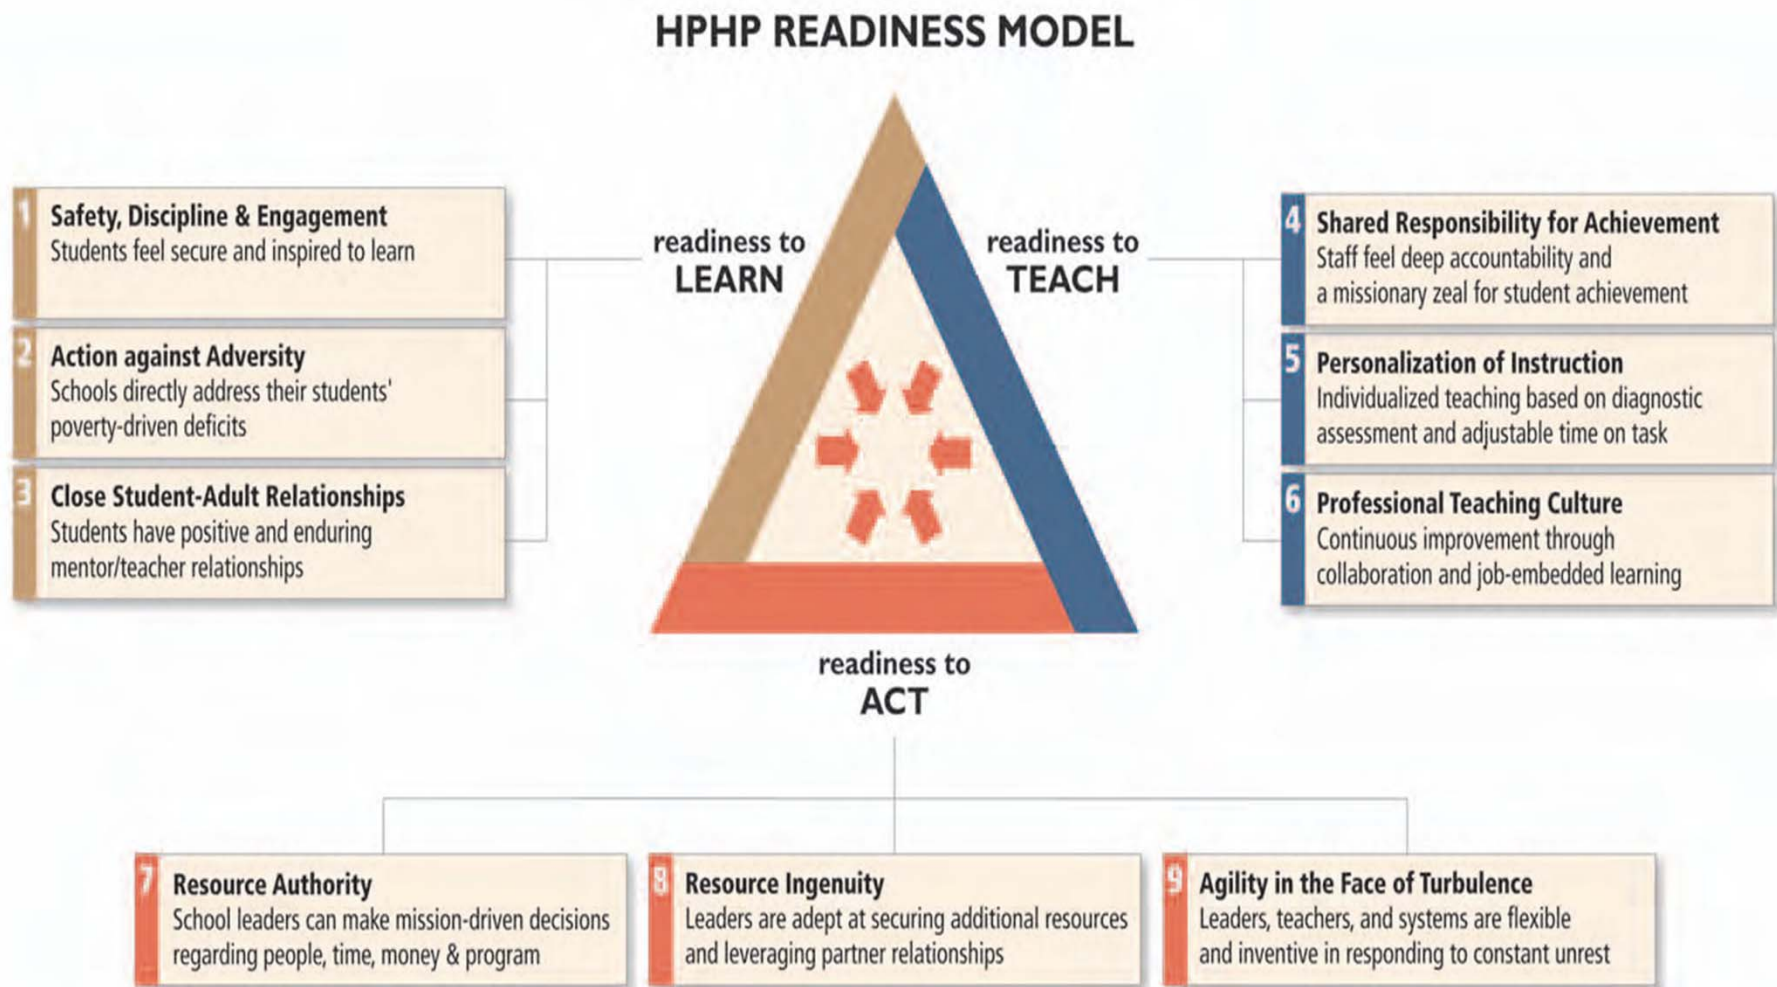 HPHP READINESS MODEL
readiness to
LEARN
1
Safety, Discipline & Engagement
Students feel secure and inspired to learn
2
Action against Adversity
Schools directly address their students'
poverty-driven deficits
3
Close Student-Adult Relationships
Students have positive and enduring
mentor/teacher relationships
readiness to
TEACH
4
Shared Responsibility for Achievement
Staff feel deep accountability and
a missionary zeal for student achievement
5
Personalization of Instruction
Individualized teaching based on diagnostic
assessment and adjustable time on task
6
Professional Teaching Culture
Continuous improvement through
collaboration and job-embedded learning
readiness to
ACT
7
Resource Authority
School leaders can make mission-driven decisions
regarding people, time, money & program
8
Resource Ingenuity
Leaders are adept at securing additional resources
and leveraging partner relationships
9
Agility in the Face of Turbulence
Leaders, teachers, and systems are flexible
and inventive in responding to constant unrest